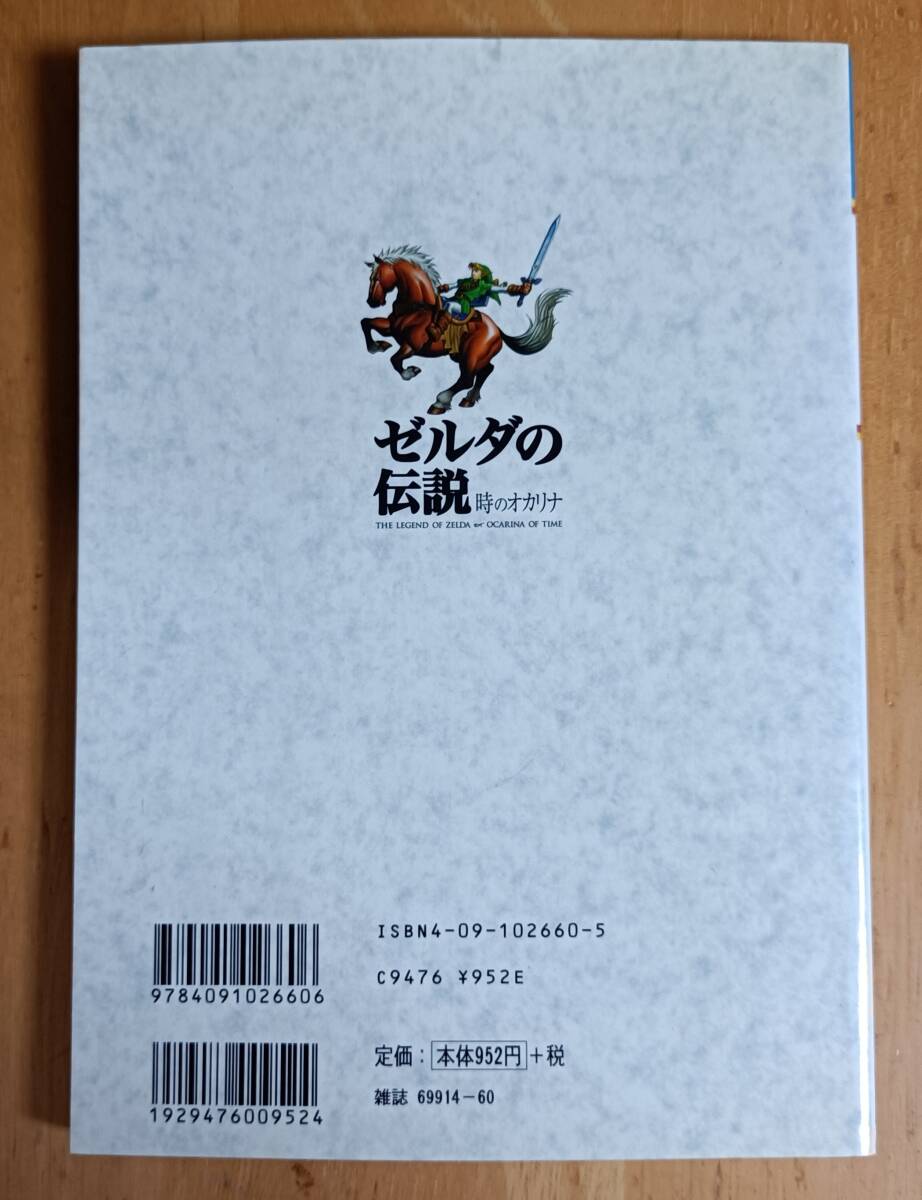 ゼルダの
伝説 時のオカリナ
THE LEGEND OF ZELDA OCARINA OF TIME
ISBN4-09-102660-5
C9476 ¥952E
9784091026606
定価：本体952円+税
雑誌 69914-60
1929476009524